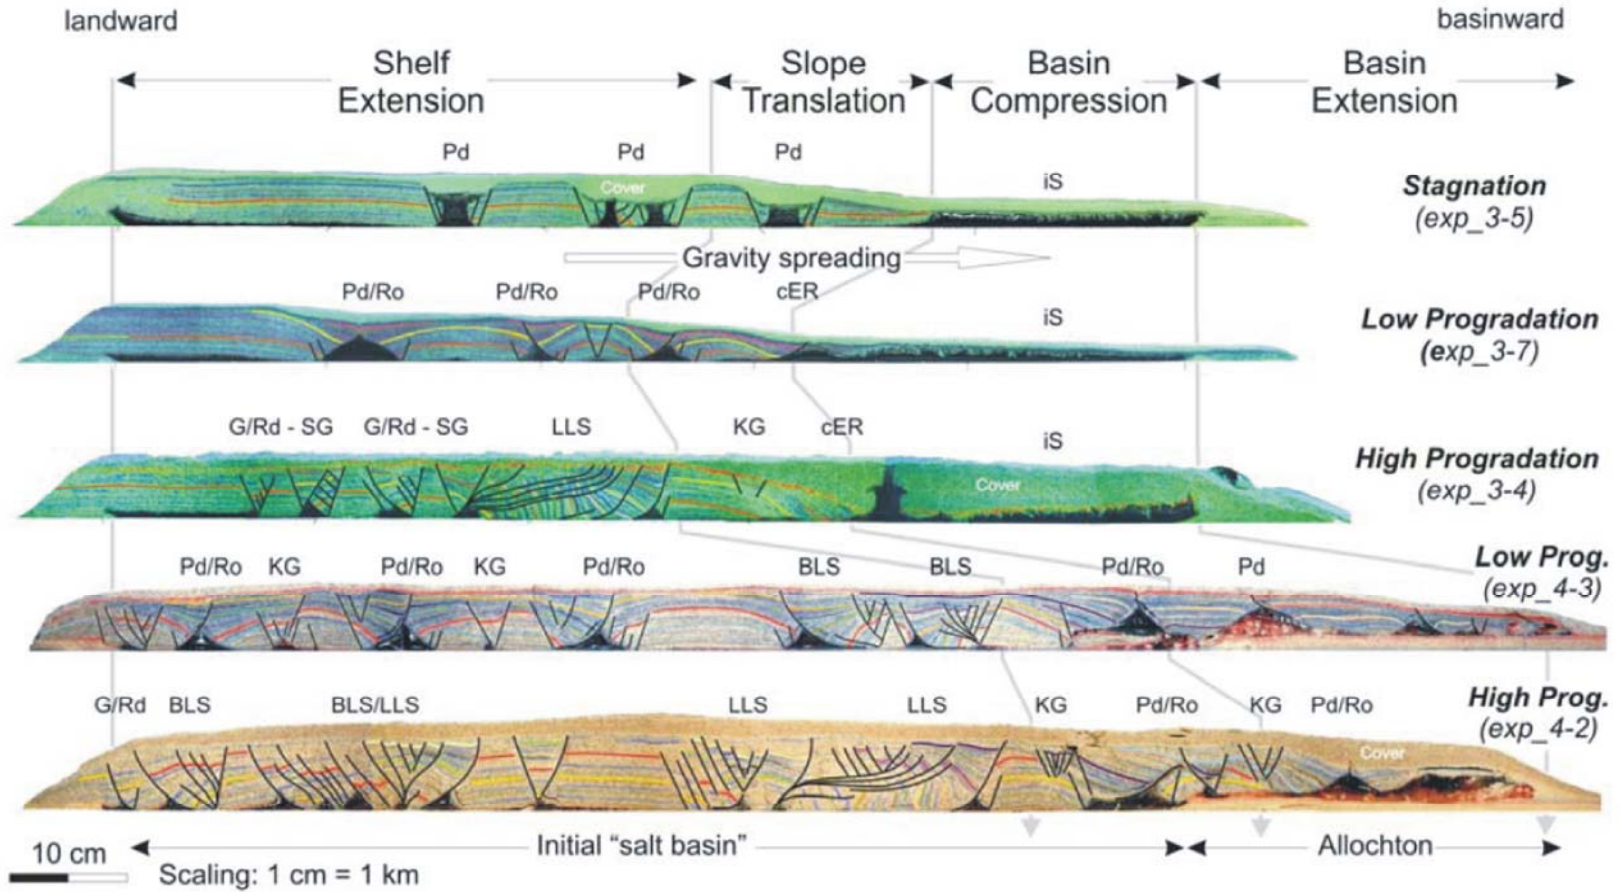 landward
basinward
Shelf
Extension
Slope
Translation
Basin
Compression
Basin
Extension
Pd
Pd
Pd
Cover
iS
Stagnation
(exp_3-5)
Gravity spreading
Pd/Ro
Pd/Ro
Pd/Ro
cER
iS
Low Progradation
(exp_3-7)
G/Rd - SG
G/Rd - SG
LLS
KG
cER
iS
Cover
High Progradation
(exp_3-4)
Pd/Ro
KG
Pd/Ro
KG
Pd/Ro
BLS
BLS
Pd/Ro
Pd
Low Prog.
(exp_4-3)
G/Rd
BLS
BLS/LLS
LLS
LLS
KG
Pd/Ro
KG
Pd/Ro
Cover
High Prog.
(exp_4-2)
Initial “salt basin”
Allochton
10 cm
Scaling: 1 cm = 1 km